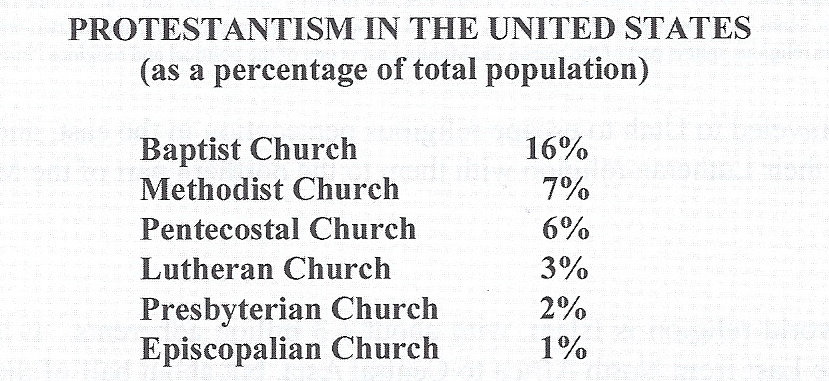 PROTESTANTISM IN THE UNITED STATES
(as a percentage of total population)
Baptist Church 16%
Methodist Church 7%
Pentecostal Church 6%
Lutheran Church 3%
Presbyterian Church 2%
Episcopalian Church 1%